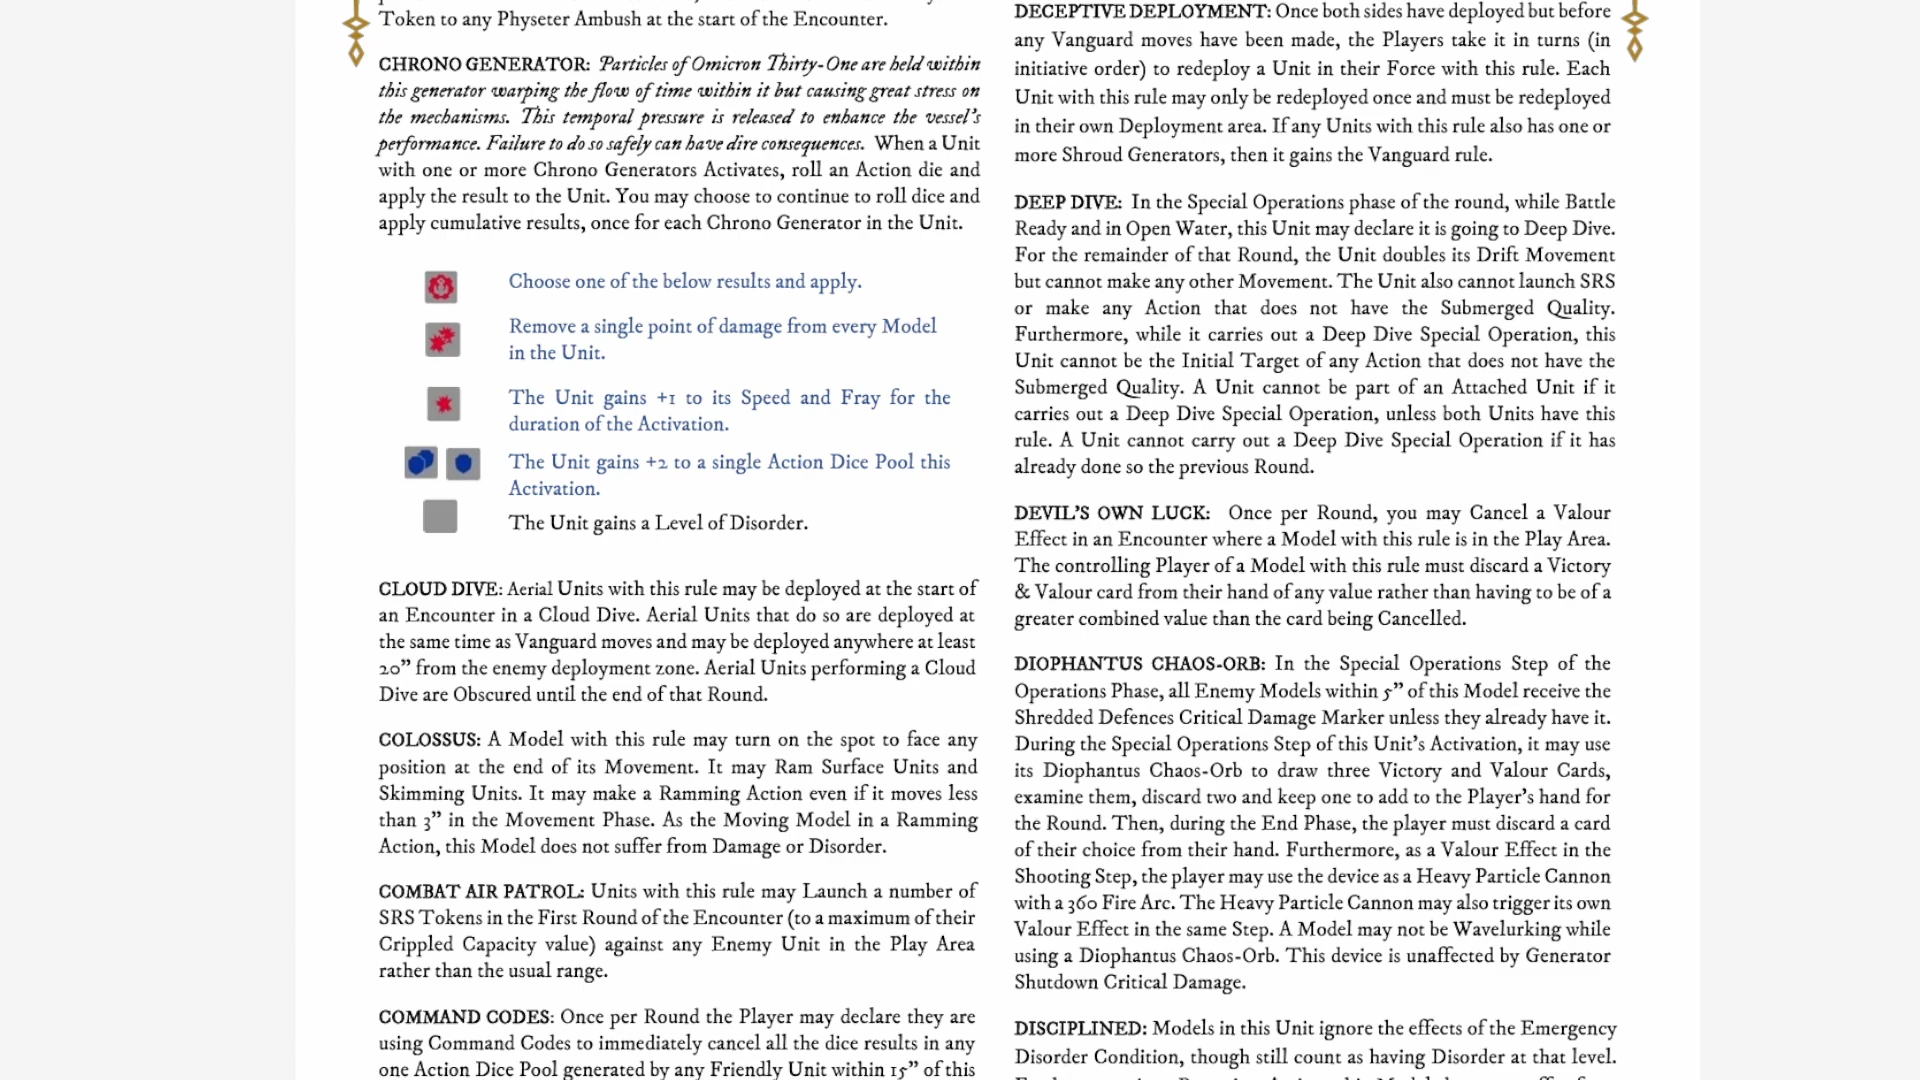 Token to any Physeter Ambush at the start of the Encounter.
CHRONO GENERATOR: Particles of Omicron Thirty-One are held within
this generator warping the flow of time within it but causing great stress on
the mechanisms. This temporal pressure is released to enhance the vessel's
performance. Failure to do so safely can have dire consequences. When a Unit
with one or more Chrono Generators Activates, roll an Action die and
apply the result to the Unit. You may choose to continue to roll dice and
apply cumulative results, once for each Chrono Generator in the Unit.
Choose one of the below results and apply.
Remove a single point of damage from every Model
in the Unit.
The Unit gains +1 to its Speed and Fray for the
duration of the Activation.
The Unit gains +2 to a single Action Dice Pool this
Activation.
The Unit gains a Level of Disorder.
CLOUD DIVE: Aerial Units with this rule may be deployed at the start of
an Encounter in a Cloud Dive. Aerial Units that do so are deployed at
the same time as Vanguard moves and may be deployed anywhere at least
20” from the enemy deployment zone. Aerial Units performing a Cloud
Dive are Obscured until the end of that Round.
COLOSSUS: A Model with this rule may turn on the spot to face any
position at the end of its Movement. It may Ram Surface Units and
Skimming Units. It may make a Ramming Action even if it moves less
than 3” in the Movement Phase. As the Moving Model in a Ramming
Action, this Model does not suffer from Damage or Disorder.
COMBAT AIR PATROL: Units with this rule may Launch a number of
SRS Tokens in the First Round of the Encounter (to a maximum of their
Crippled Capacity value) against any Enemy Unit in the Play Area
rather than the usual range.
COMMAND CODES: Once per Round the Player may declare they are
using Command Codes to immediately cancel all the dice results in any
one Action Dice Pool generated by any Friendly Unit within 15” of this
DECEPTIVE DEPLOYMENT: Once both sides have deployed but before
any Vanguard moves have been made, the Players take it in turns (in
initiative order) to redeploy a Unit in their Force with this rule. Each
Unit with this rule may only be redeployed once and must be redeployed
in their own Deployment area. If any Units with this rule also has one or
more Shroud Generators, then it gains the Vanguard rule.
DEEP DIVE: In the Special Operations phase of the round, while Battle
Ready and in Open Water, this Unit may declare it is going to Deep Dive.
For the remainder of that Round, the Unit doubles its Drift Movement
but cannot make any other Movement. The Unit also cannot launch SRS
or make any Action that does not have the Submerged Quality.
Furthermore, while it carries out a Deep Dive Special Operation, this
Unit cannot be the Initial Target of any Action that does not have the
Submerged Quality. A Unit cannot be part of an Attached Unit if it
carries out a Deep Dive Special Operation, unless both Units have this
rule. A Unit cannot carry out a Deep Dive Special Operation if it has
already done so the previous Round.
DEVIL'S OWN LUCK: Once per Round, you may Cancel a Valour
Effect in an Encounter where a Model with this rule is in the Play Area.
The controlling Player of a Model with this rule must discard a Victory
& Valour card from their hand of any value rather than having to be of a
greater combined value than the card being Cancelled.
DIOPHANTUS CHAOS-ORB: In the Special Operations Step of the
Operations Phase, all Enemy Models within 5” of this Model receive the
Shredded Defences Critical Damage Marker unless they already have it.
During the Special Operations Step of this Unit's Activation, it may use
its Diophantus Chaos-Orb to draw three Victory and Valour Cards,
examine them, discard two and keep one to add to the Player's hand for
the Round. Then, during the End Phase, the player must discard a card
of their choice from their hand. Furthermore, as a Valour Effect in the
Shooting Step, the player may use the device as a Heavy Particle Cannon
with a 360 Fire Arc. The Heavy Particle Cannon may also trigger its own
Valour Effect in the same Step. A Model may not be Wavelurking while
using a Diophantus Chaos-Orb. This device is unaffected by Generator
Shutdown Critical Damage.
DISCIPLINED: Models in this Unit ignore the effects of the Emergency
Disorder Condition, though still count as having Disorder at that level.